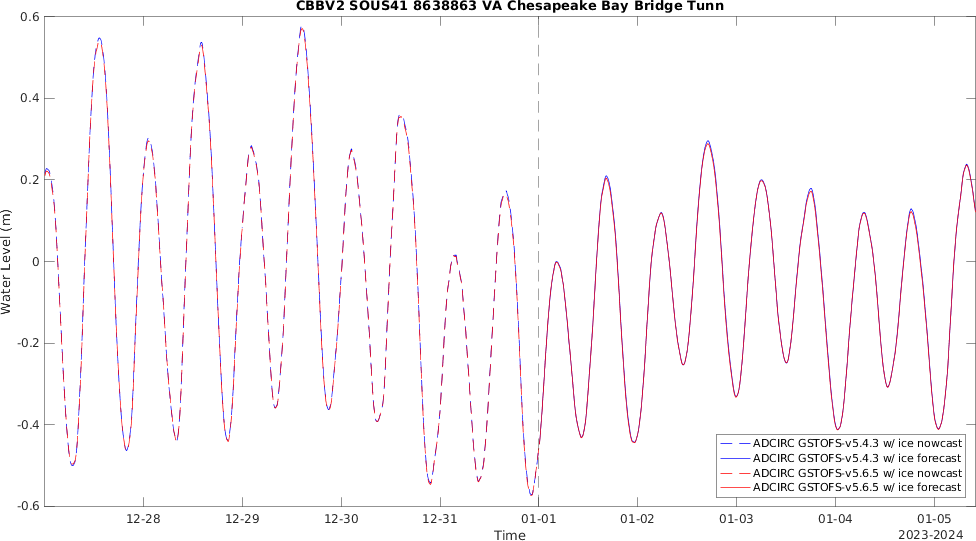 CBBV2 SOUS41 8638863 VA Chesapeake Bay Bridge Tunn
0.6
0.4
0.2
0
-0.2
-0.4
-0.6
Water Level (m)
12-28
12-29
12-30
12-31
01-01
01-02
01-03
01-04
01-05
Time
2023-2024
ADCIRC GSTOFS-v5.4.3 w/ ice nowcast
ADCIRC GSTOFS-v5.4.3 w/ ice forecast
ADCIRC GSTOFS-v5.6.5 w/ ice nowcast
ADCIRC GSTOFS-v5.6.5 w/ ice forecast